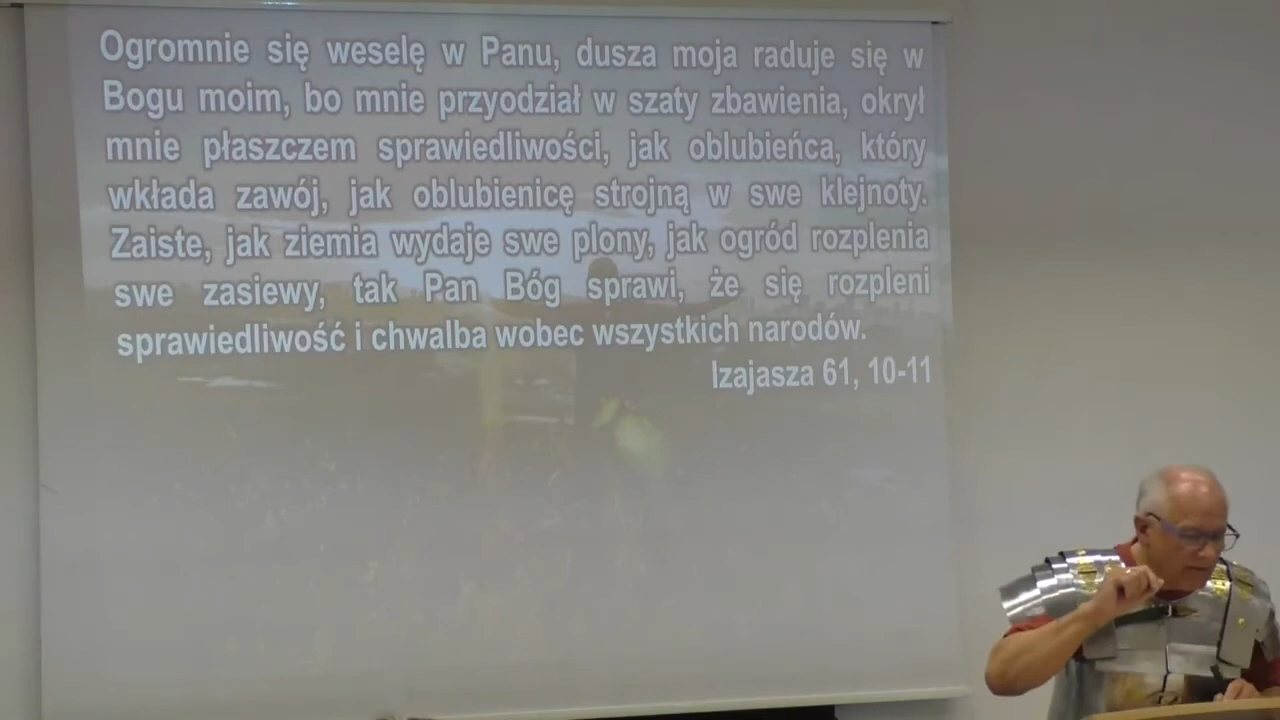 Ogromnie się weselę w Panu, dusza moja raduje się w
Bogu moim, bo mnie przyodział w szaty zbawienia, okrył
mnie płaszczem sprawiedliwości, jak oblubieńca, który
wkłada zawój, jak oblubienicę strojną w swe klejnoty.
Zaiste, jak ziemia wydaje swe plony, jak ogród rozplenia
swe zasiewy, tak Pan Bóg sprawi, że się rozpleni
sprawiedliwość i chwalba wobec wszystkich narodów.
Izajasza 61, 10-11